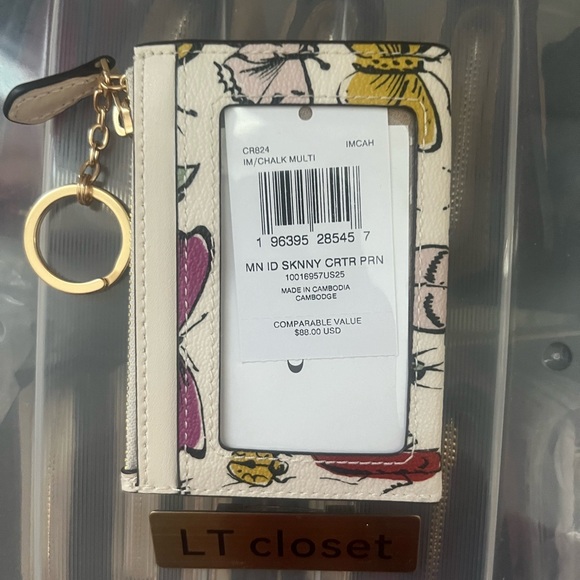 CR824 IMCAH
IM/CHALK MULTI
1 96395 28545 7
MN ID SKNNY CRTR PRN
10016957US25
MADE IN CAMBODIA
CAMBODGE
COMPARABLE VALUE
$88.00 USD
LT closet